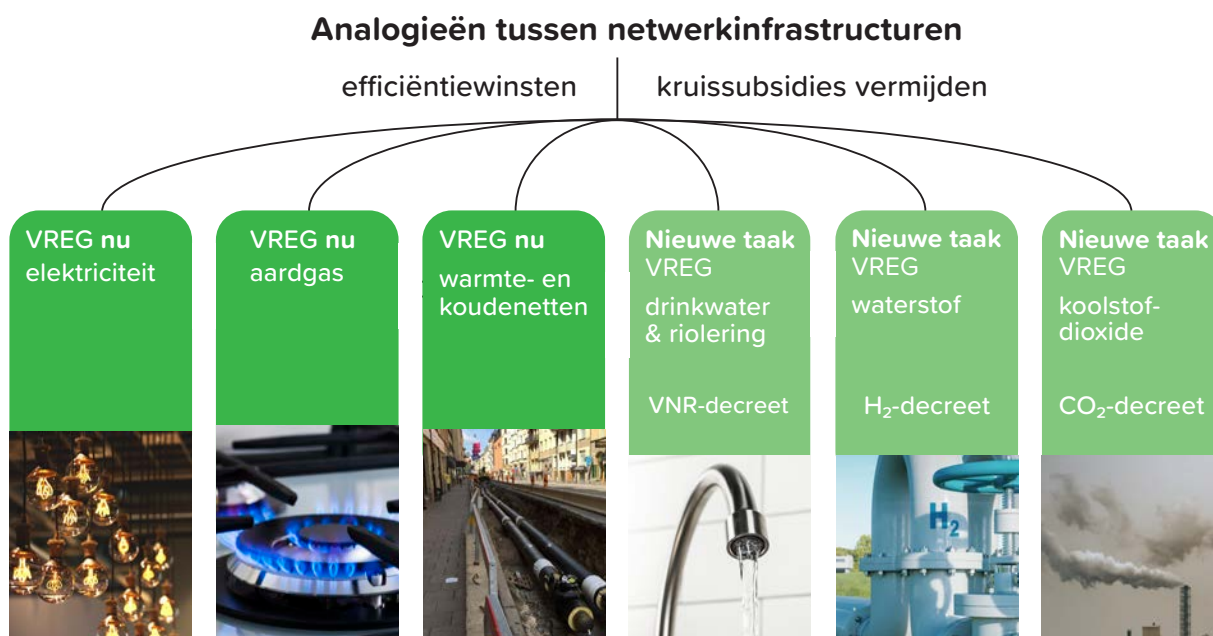 Analogieën tussen netwerkinfrastructuren
efficiëntiewinsten
kruissubsidies vermijden
VREG nu
elektriciteit
VREG nu
aardgas
VREG nu
warmte- en
koudenetten
Nieuwe taak
VREG
drinkwater
& riolering
VNR-decreet
Nieuwe taak
VREG
waterstof
H₂-decreet
Nieuwe taak
VREG
koolstof-
dioxide
CO₂-decreet
H₂